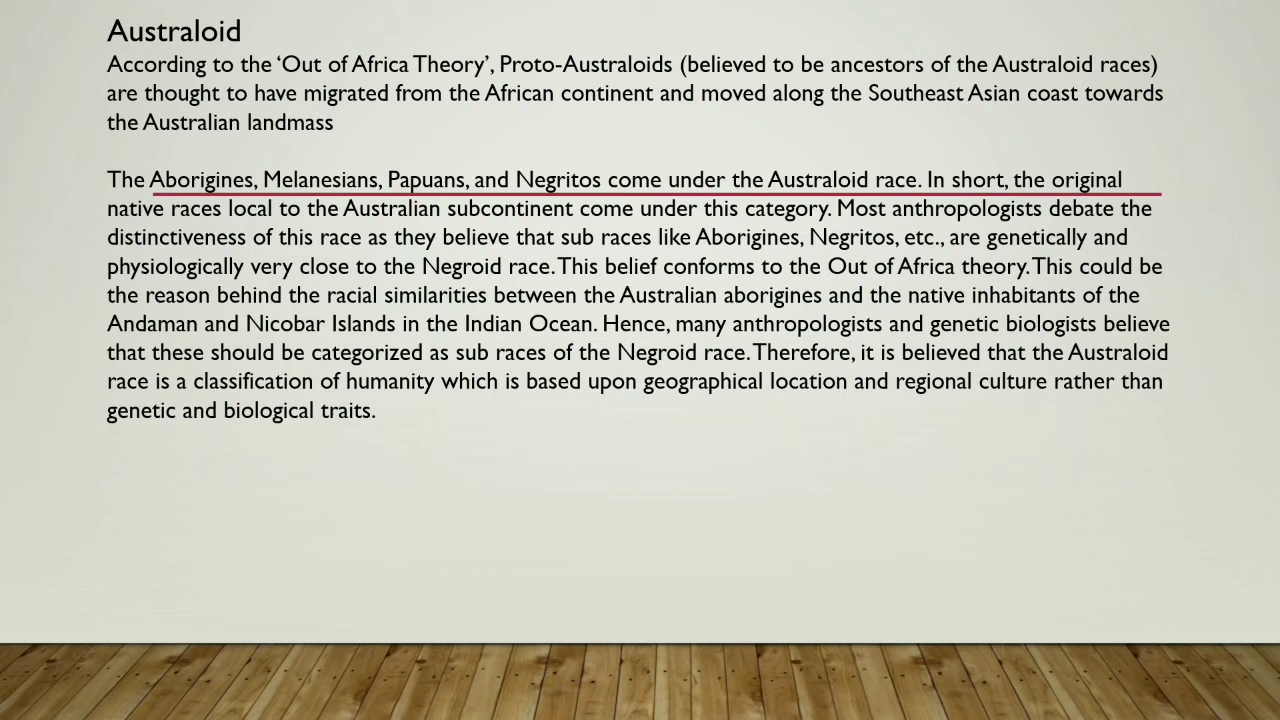 Australoid
According to the ‘Out of Africa Theory’, Proto-Australoids (believed to be ancestors of the Australoid races)
are thought to have migrated from the African continent and moved along the Southeast Asian coast towards
the Australian landmass
The Aborigines, Melanesians, Papuans, and Negritos come under the Australoid race. In short, the original
native races local to the Australian subcontinent come under this category. Most anthropologists debate the
distinctiveness of this race as they believe that sub races like Aborigines, Negritos, etc., are genetically and
physiologically very close to the Negroid race. This belief conforms to the Out of Africa theory. This could be
the reason behind the racial similarities between the Australian aborigines and the native inhabitants of the
Andaman and Nicobar Islands in the Indian Ocean. Hence, many anthropologists and genetic biologists believe
that these should be categorized as sub races of the Negroid race. Therefore, it is believed that the Australoid
race is a classification of humanity which is based upon geographical location and regional culture rather than
genetic and biological traits.